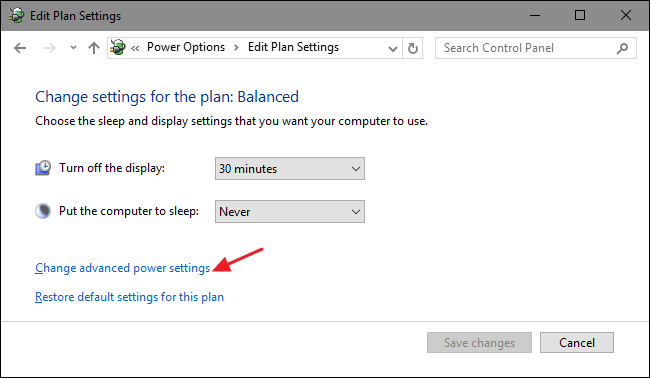 Edit Plan Settings
« Power Options > Edit Plan Settings
Search Control Panel
Change settings for the plan: Balanced
Choose the sleep and display settings that you want your computer to use.
Turn off the display: 30 minutes
Put the computer to sleep: Never
Change advanced power settings
Restore default settings for this plan
Save changes Cancel